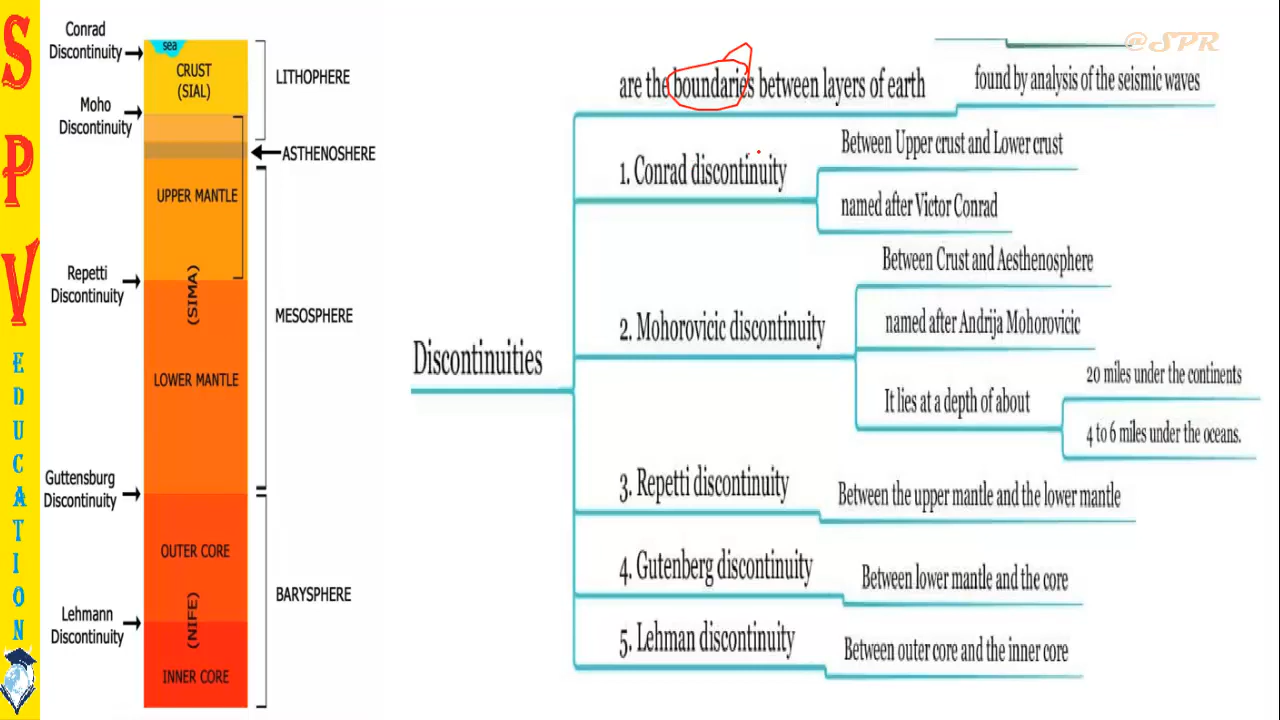 S
P
V
EDUCATION
Conrad
Discontinuity
Moho
Discontinuity
Repetti
Discontinuity
Guttensburg
Discontinuity
Lehmann
Discontinuity
sea
CRUST
(SIAL)
UPPER MANTLE
(SIMA)
LOWER MANTLE
OUTER CORE
(NIFE)
INNER CORE
LITHOPHERE
ASTHENOSHERE
MESOSPHERE
BARYSPHERE
@SPR
Discontinuities
are the boundaries between layers of earth
found by analysis of the seismic waves
1. Conrad discontinuity
Between Upper crust and Lower crust
named after Victor Conrad
2. Mohorovicic discontinuity
Between Crust and Aesthenosphere
named after Andrija Mohorovicic
It lies at a depth of about
20 miles under the continents
4 to 6 miles under the oceans.
3. Repetti discontinuity
Between the upper mantle and the lower mantle
4. Gutenberg discontinuity
Between lower mantle and the core
5. Lehman discontinuity
Between outer core and the inner core